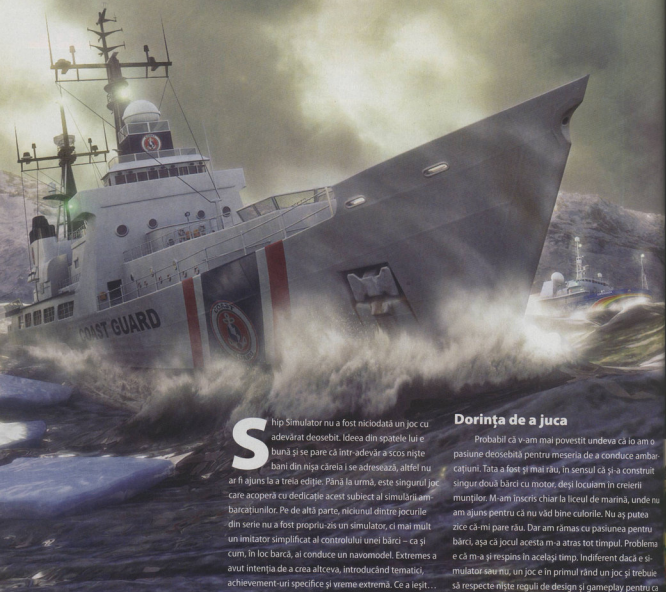 COAST GUARD
Ship Simulator nu a fost niciodată un joc cu
adevărat deosebit. Ideea din spatele lui e
bună și se pare că într-adevăr a scos niște
bani din nișa căreia i se adresează, altfel nu
ar fi ajuns la a treia ediție. Până la urmă, este singurul joc
care acoperă cu dedicație acest subiect al simulării am-
barcațiunilor. Pe de altă parte, niciunul dintre jocurile
din serie nu a fost propriu-zis un simulator, ci mai mult
un imitator simplificat al controlului unei bărci – ca și
cum, în loc barcă, ai conduce un navomodel. Extremes a
avut intenția de a crea altceva, introducând tematici,
achievement-uri specifice și vreme extremă. Ce a ieșit…
Dorința de a juca
Probabil că v-am mai povestit undeva că io am o
pasiune deosebită pentru meseria de a conduce ambar-
cațiuni. Tata a fost și mai rău, în sensul că și-a construit
singur două bărci cu motor, deși locuiam în creierii
munților. M-am înscris chiar la liceul de marină, unde nu
am ajuns pentru că nu văd bine culorile. Nu aș putea
zice că-mi pare rău. Dar am rămas cu pasiunea pentru
bărci, așa că jocul acesta m-a atras tot timpul. Problema
e că m-a și respins în același timp. Indiferent dacă e si-
mulator sau nu, un joc e în primul rând un joc și trebuie
să respecte niște reguli de design și gameplay pentru ca